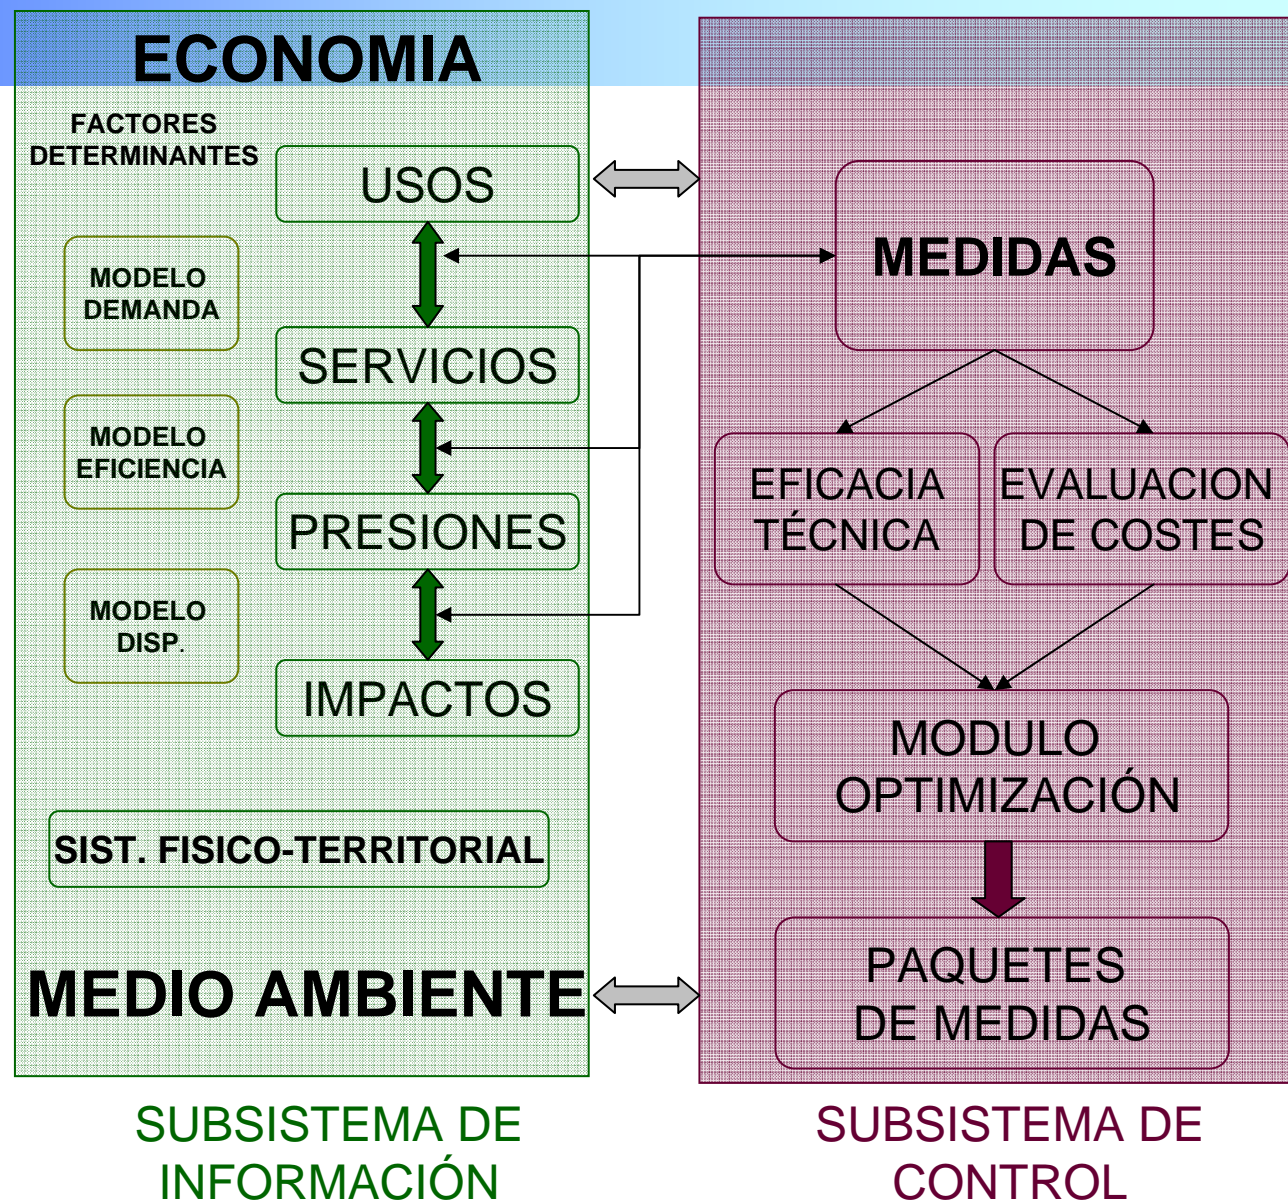 ECONOMIA
FACTORES
DETERMINANTES
USOS
MODELO
DEMANDA
SERVICIOS
MODELO
EFICIENCIA
PRESIONES
MODELO
DISP.
IMPACTOS
SIST. FISICO-TERRITORIAL
MEDIO AMBIENTE
SUBSISTEMA DE
INFORMACIÓN
MEDIDAS
EFICACIA
TÉCNICA
EVALUACION
DE COSTES
MODULO
OPTIMIZACIÓN
PAQUETES
DE MEDIDAS
SUBSISTEMA DE
CONTROL